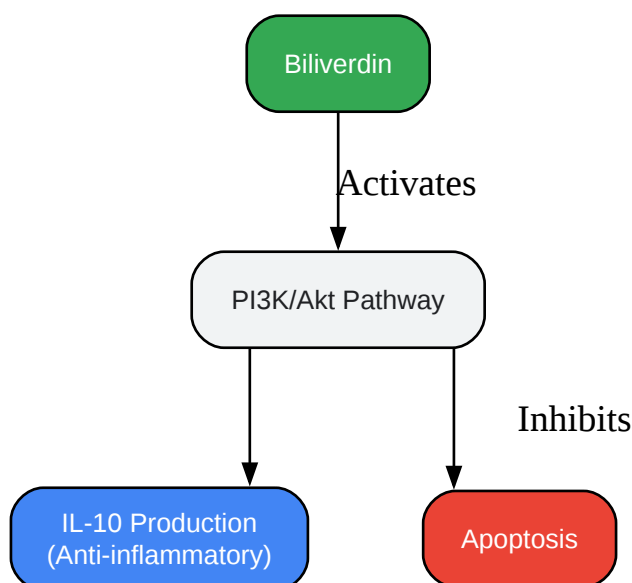 Biliverdin
Activates
PI3K/Akt Pathway
Inhibits
IL-10 Production
(Anti-inflammatory)
Apoptosis